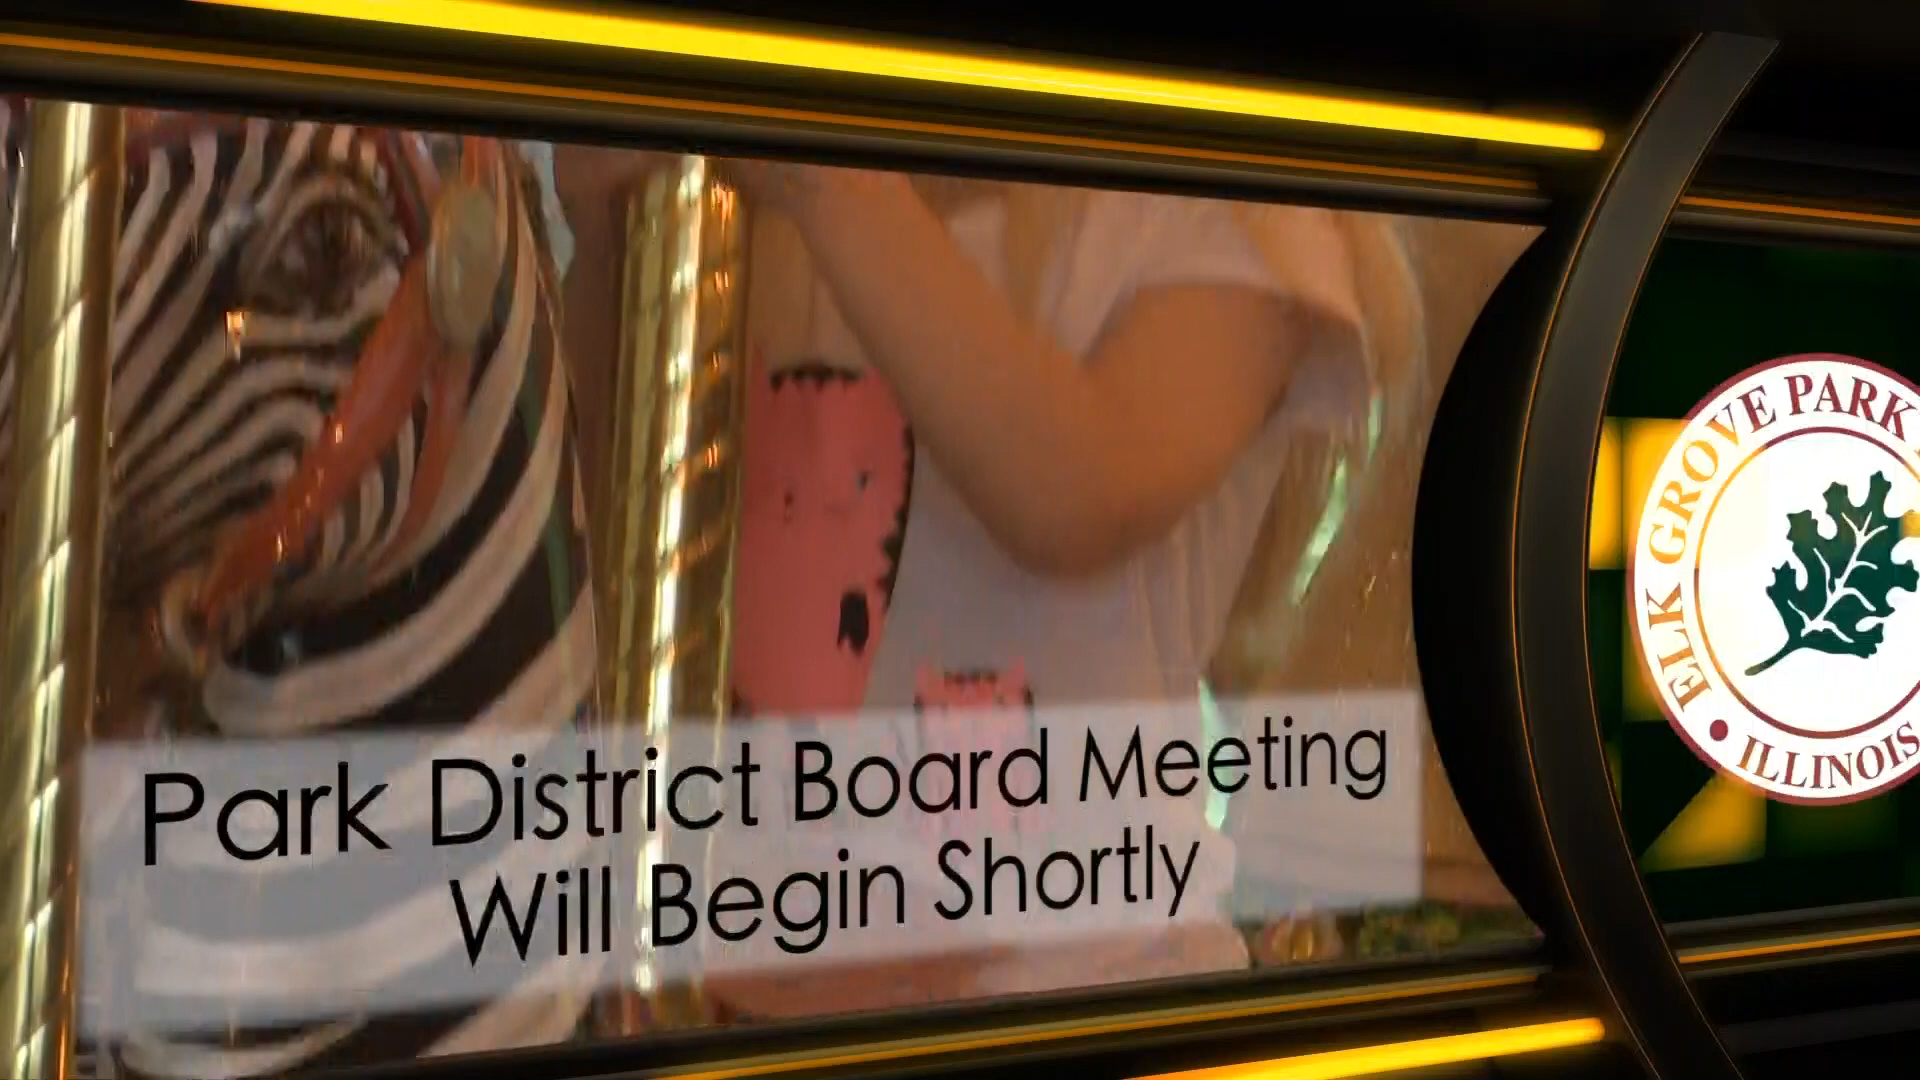 Park District Board Meeting
Will Begin Shortly
ELK GROVE PARK
ILLINOIS